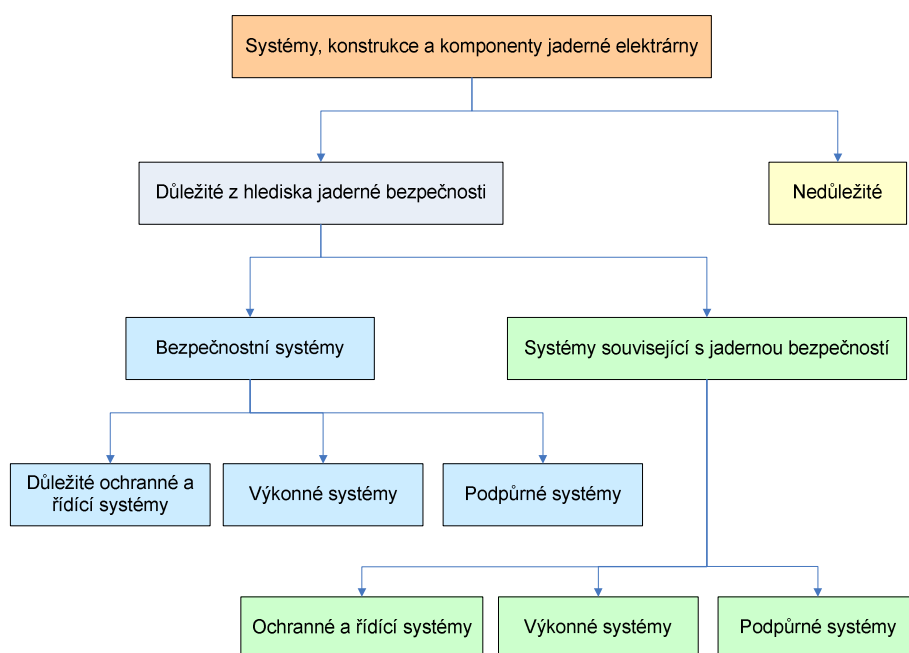 Systémy, konstrukce a komponenty jaderné elektrárny
Důležité z hlediska jaderné bezpečnosti
Nedůležité
Bezpečnostní systémy
Systémy související s jadernou bezpečností
Důležité ochranné a
řídící systémy
Výkonné systémy
Podpůrné systémy
Ochranné a řídící systémy
Výkonné systémy
Podpůrné systémy